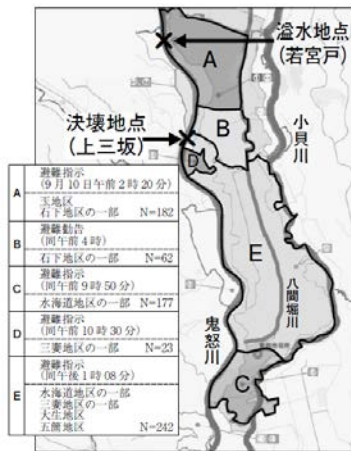 溢水地点
(若宮戸)
A
決壊地点
(上三坂)
B
小貝川
D
E
八間堀川
鬼怒川
C
A
避難指示
(9月10日午前2時20分)
玉地区
石下地区の一部 N=182
B
避難勧告
(同午前4時)
石下地区の一部 N=62
C
避難指示
(同午前9時50分)
水海道地区の一部 N=177
D
避難指示
(同午前10時30分)
三妻地区の一部 N=23
E
避難指示
(同午後1時08分)
水海道地区の一部
三妻地区の一部
大生地区
五箇地区 N=242